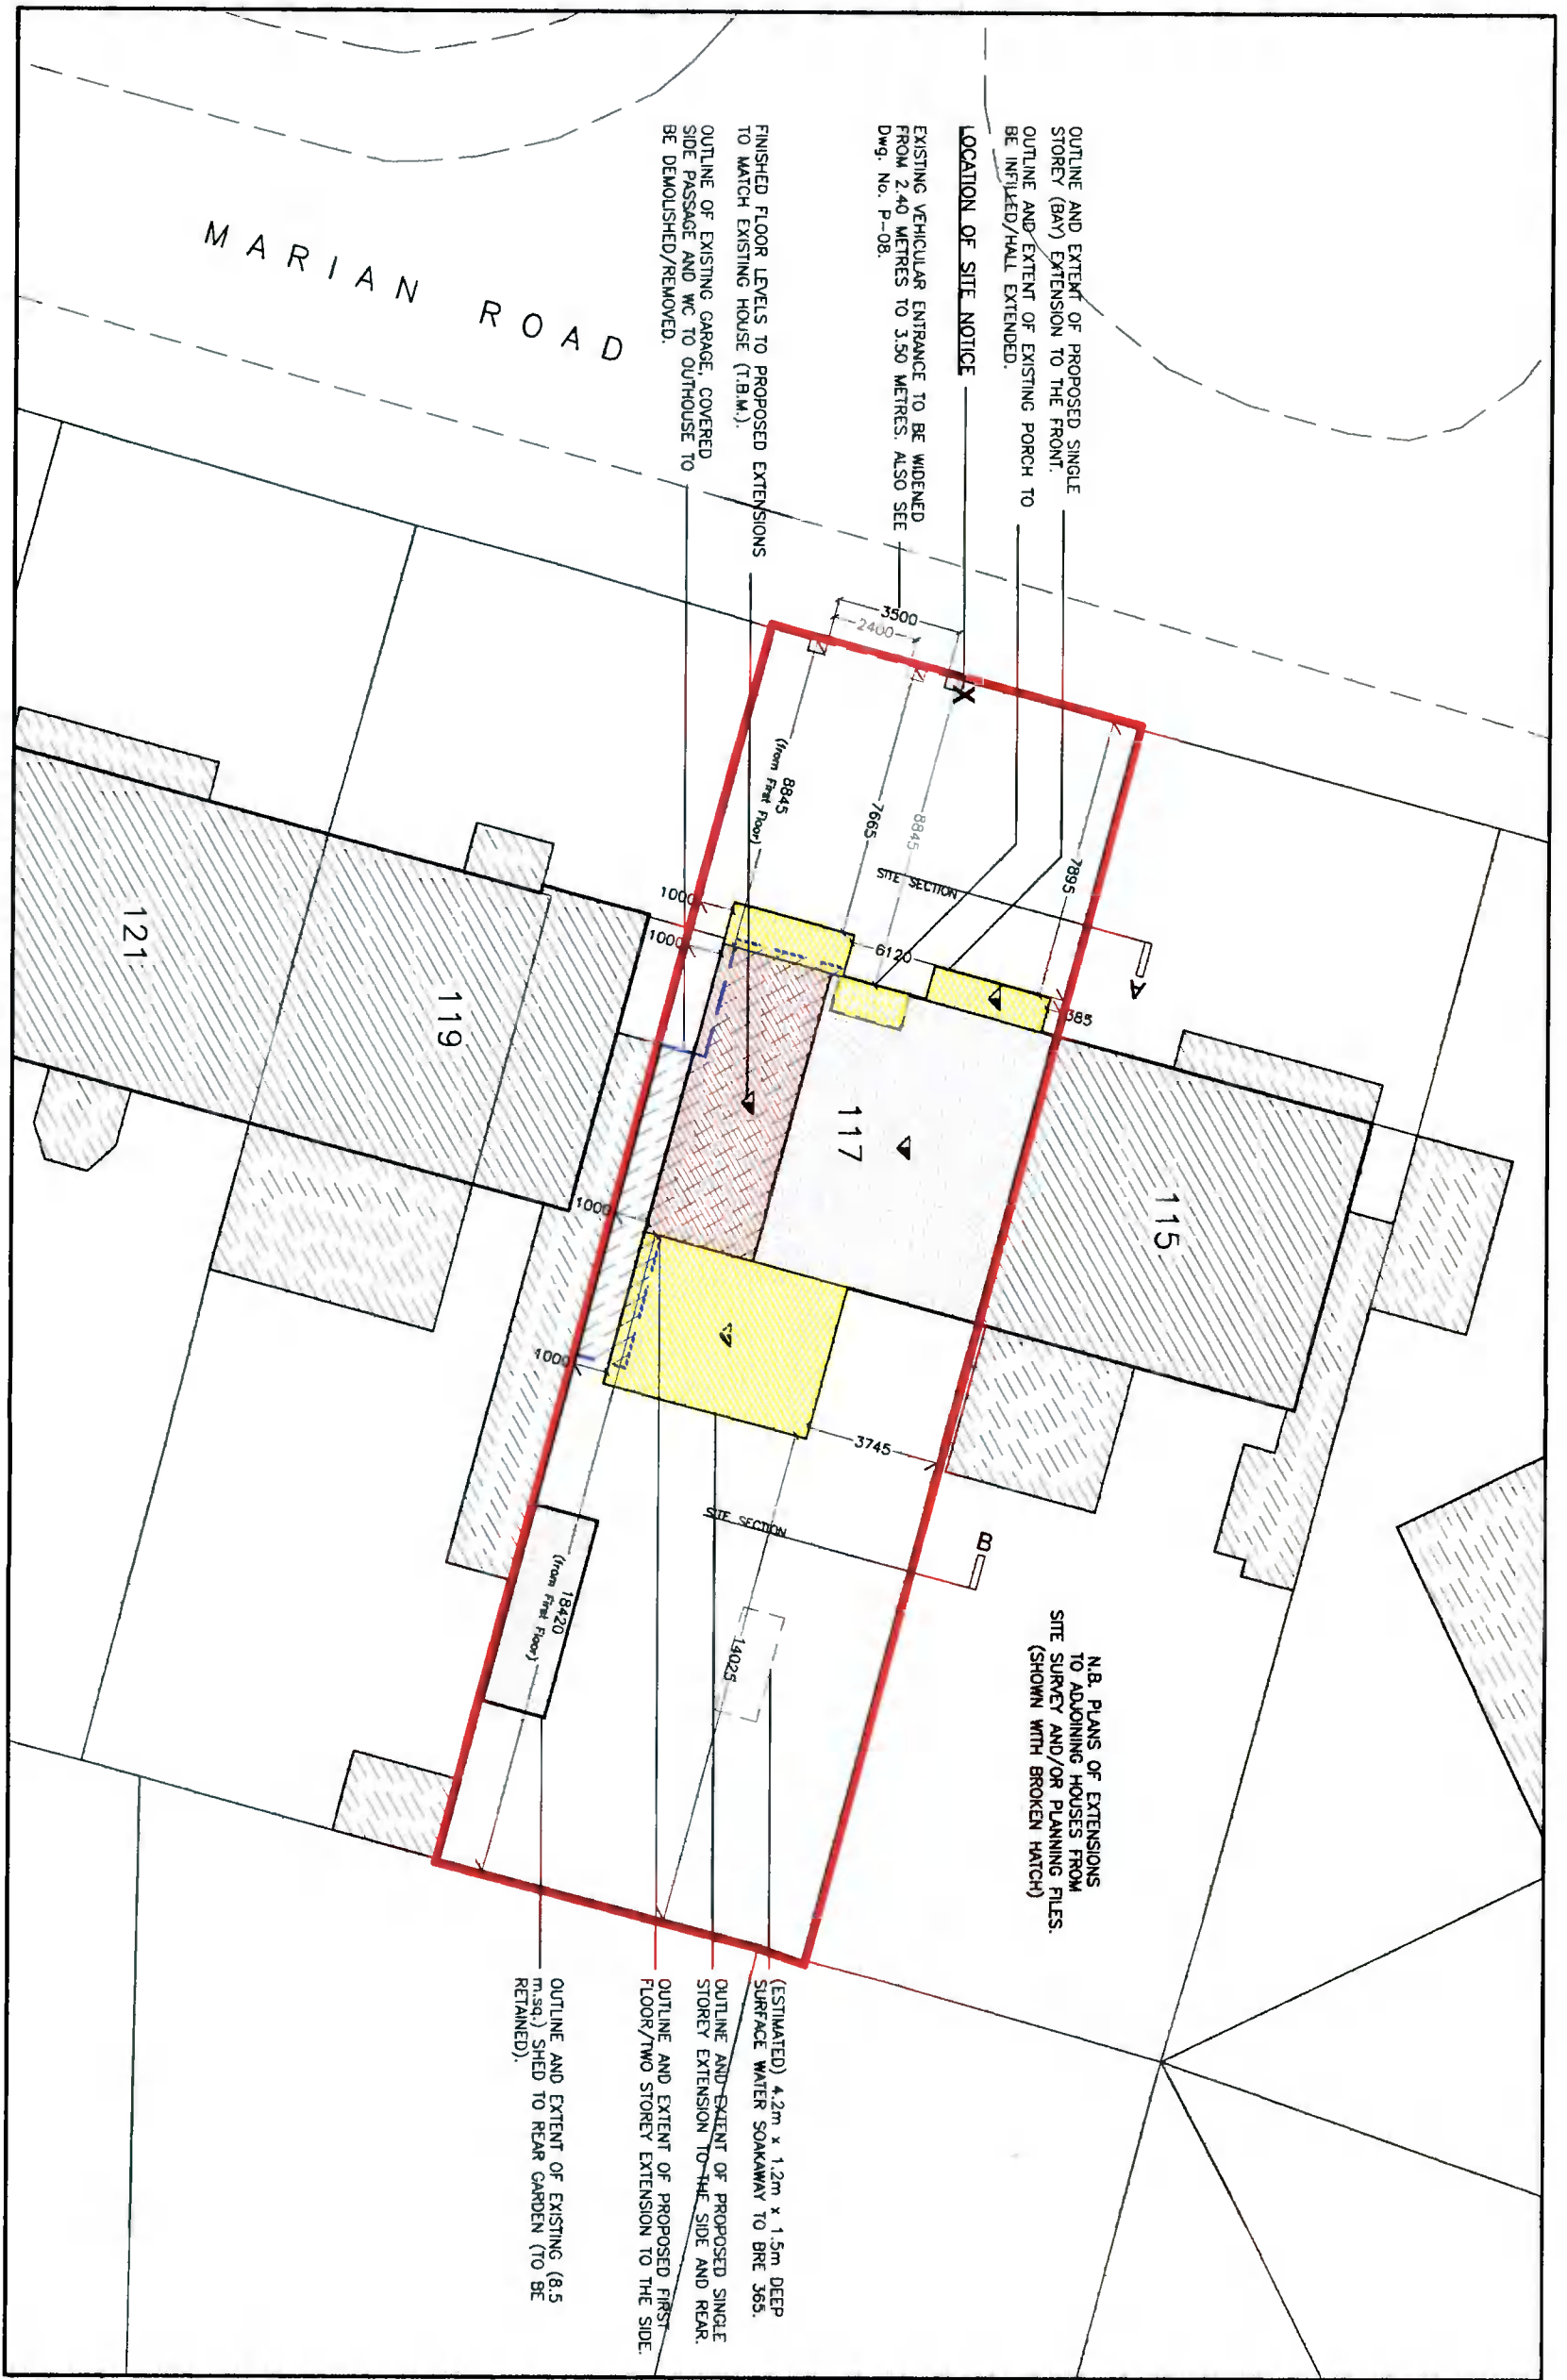 MARIAN ROAD
OUTLINE AND EXTENT OF PROPOSED SINGLE
STOREY (BAY) EXTENSION TO THE FRONT.
OUTLINE AND EXTENT OF EXISTING PORCH TO
BE INFILLED/HALL EXTENDED.
LOCATION OF SITE NOTICE
EXISTING VEHICULAR ENTRANCE TO BE WIDENED
FROM 2.40 METRES TO 3.50 METRES. ALSO SEE
Dwg. No. P-08.
FINISHED FLOOR LEVELS TO PROPOSED EXTENSIONS
TO MATCH EXISTING HOUSE (T.B.M.).
OUTLINE OF EXISTING GARAGE, COVERED
SIDE PASSAGE AND WC TO OUTHOUSE TO
BE DEMOLISHED/REMOVED.
3500
2400
X
8845
(from First Floor)
7665
8845
7895
SITE SECTION
A
1000
1000
6120
385
121
119
117
115
1000
1000
3745
SITE SECTION
B
18420
(from First Floor)
14025
N.B. PLANS OF EXTENSIONS
TO ADJOINING HOUSES FROM
SITE SURVEY AND/OR PLANNING FILES.
(SHOWN WITH BROKEN HATCH)
(ESTIMATED) 4.2m x 1.2m x 1.5m DEEP
SURFACE WATER SOAKAWAY TO BRE 365.
OUTLINE AND EXTENT OF PROPOSED SINGLE
STOREY EXTENSION TO THE SIDE AND REAR.
OUTLINE AND EXTENT OF PROPOSED FIRST
FLOOR/TWO STOREY EXTENSION TO THE SIDE.
OUTLINE AND EXTENT OF EXISTING (8.5
m.sq.) SHED TO REAR GARDEN (TO BE
RETAINED).